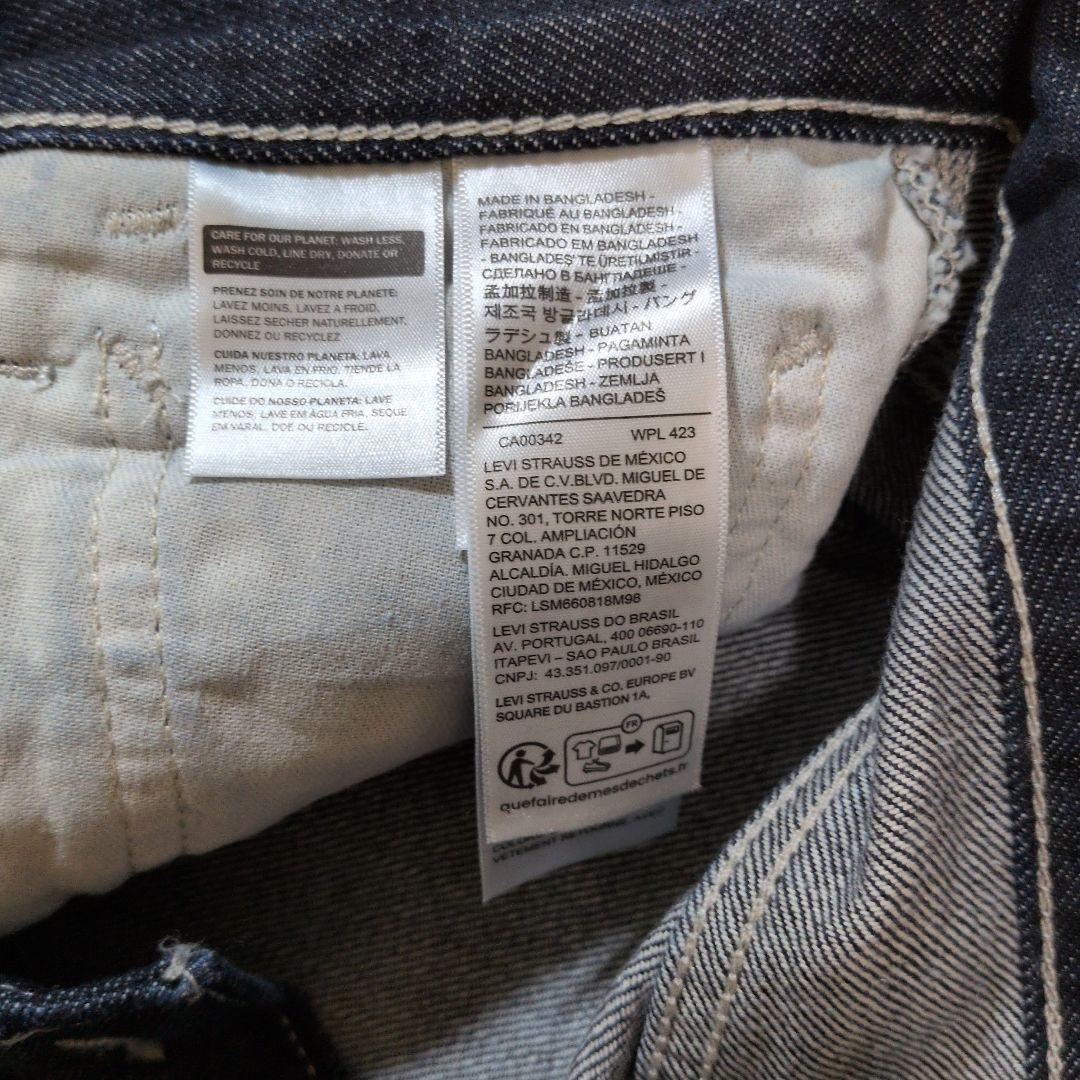 CARE FOR OUR PLANET: WASH LESS,
WASH COLD, LINE DRY, DONATE OR
RECYCLE
PRENEZ SOIN DE NOTRE PLANETE:
LAVEZ MOINS, LAVEZ A FROID,
LAISSEZ SECHER NATURELLEMENT,
DONNEZ OU RECYCLEZ
CUIDA NUESTRO PLANETA: LAVA
MENOS, LAVA EN FRIO, TIENDE LA
ROPA, DONA O RECICLA.
CUIDE DO NOSSO PLANETA: LAVE
MENOS, LAVE EM ÁGUA FRIA, SEQUE
EM VARAL, DOE OU RECICLE.
MADE IN BANGLADESH -
FABRIQUÉ AU BANGLADESH -
FABRICADO EN BANGLADESH -
FABRICADO EM BANGLADESH
- BANGLADEŞ' TE ÜRETİLMİŞTİR -
СДЕЛАНО В БАНГЛАДЕШЕ -
孟加拉制造 - 孟加拉製 -
제조국 방글라데시 - バング
ラデシュ製 - BUATAN
BANGLADESH - PAGAMINTA
BANGLADEŠE - PRODUSERT I
BANGLADESH - ZEMLJA
PORIJEKLA BANGLADEŠ
CA00342 WPL 423
LEVI STRAUSS DE MÉXICO
S.A. DE C.V.BLVD. MIGUEL DE
CERVANTES SAAVEDRA
NO. 301, TORRE NORTE PISO
7 COL. AMPLIACIÓN
GRANADA C.P. 11529
ALCALDÍA. MIGUEL HIDALGO
CIUDAD DE MÉXICO, MÉXICO
RFC: LSM660818M98
LEVI STRAUSS DO BRASIL
AV. PORTUGAL, 400 06690-110
ITAPEVI – SAO PAULO BRASIL
CNPJ: 43.351.097/0001-90
LEVI STRAUSS & CO. EUROPE BV
SQUARE DU BASTION 1A,
FR
quefairedemesdechets.fr
VETEMENT